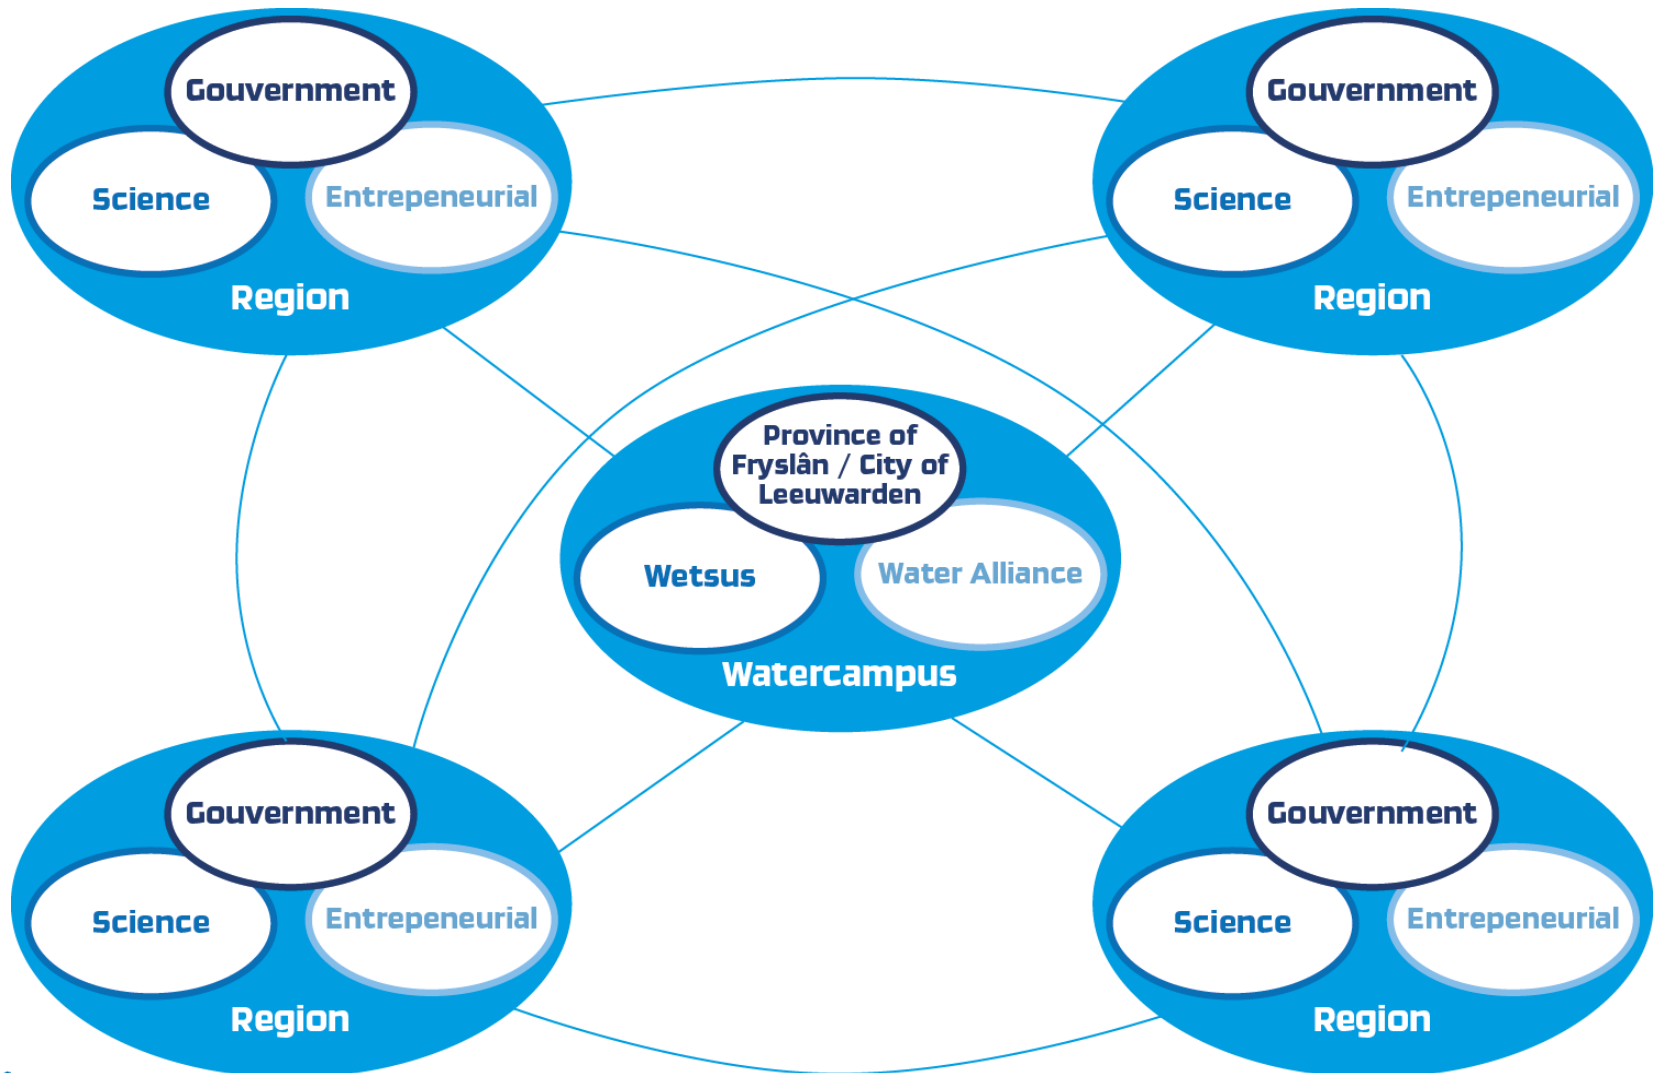 Gouvernment
Science
Entrepeneurial
Region
Gouvernment
Science
Entrepeneurial
Region
Province of
Fryslân / City of
Leeuwarden
Wetsus
Water Alliance
Watercampus
Gouvernment
Science
Entrepeneurial
Region
Gouvernment
Science
Entrepeneurial
Region